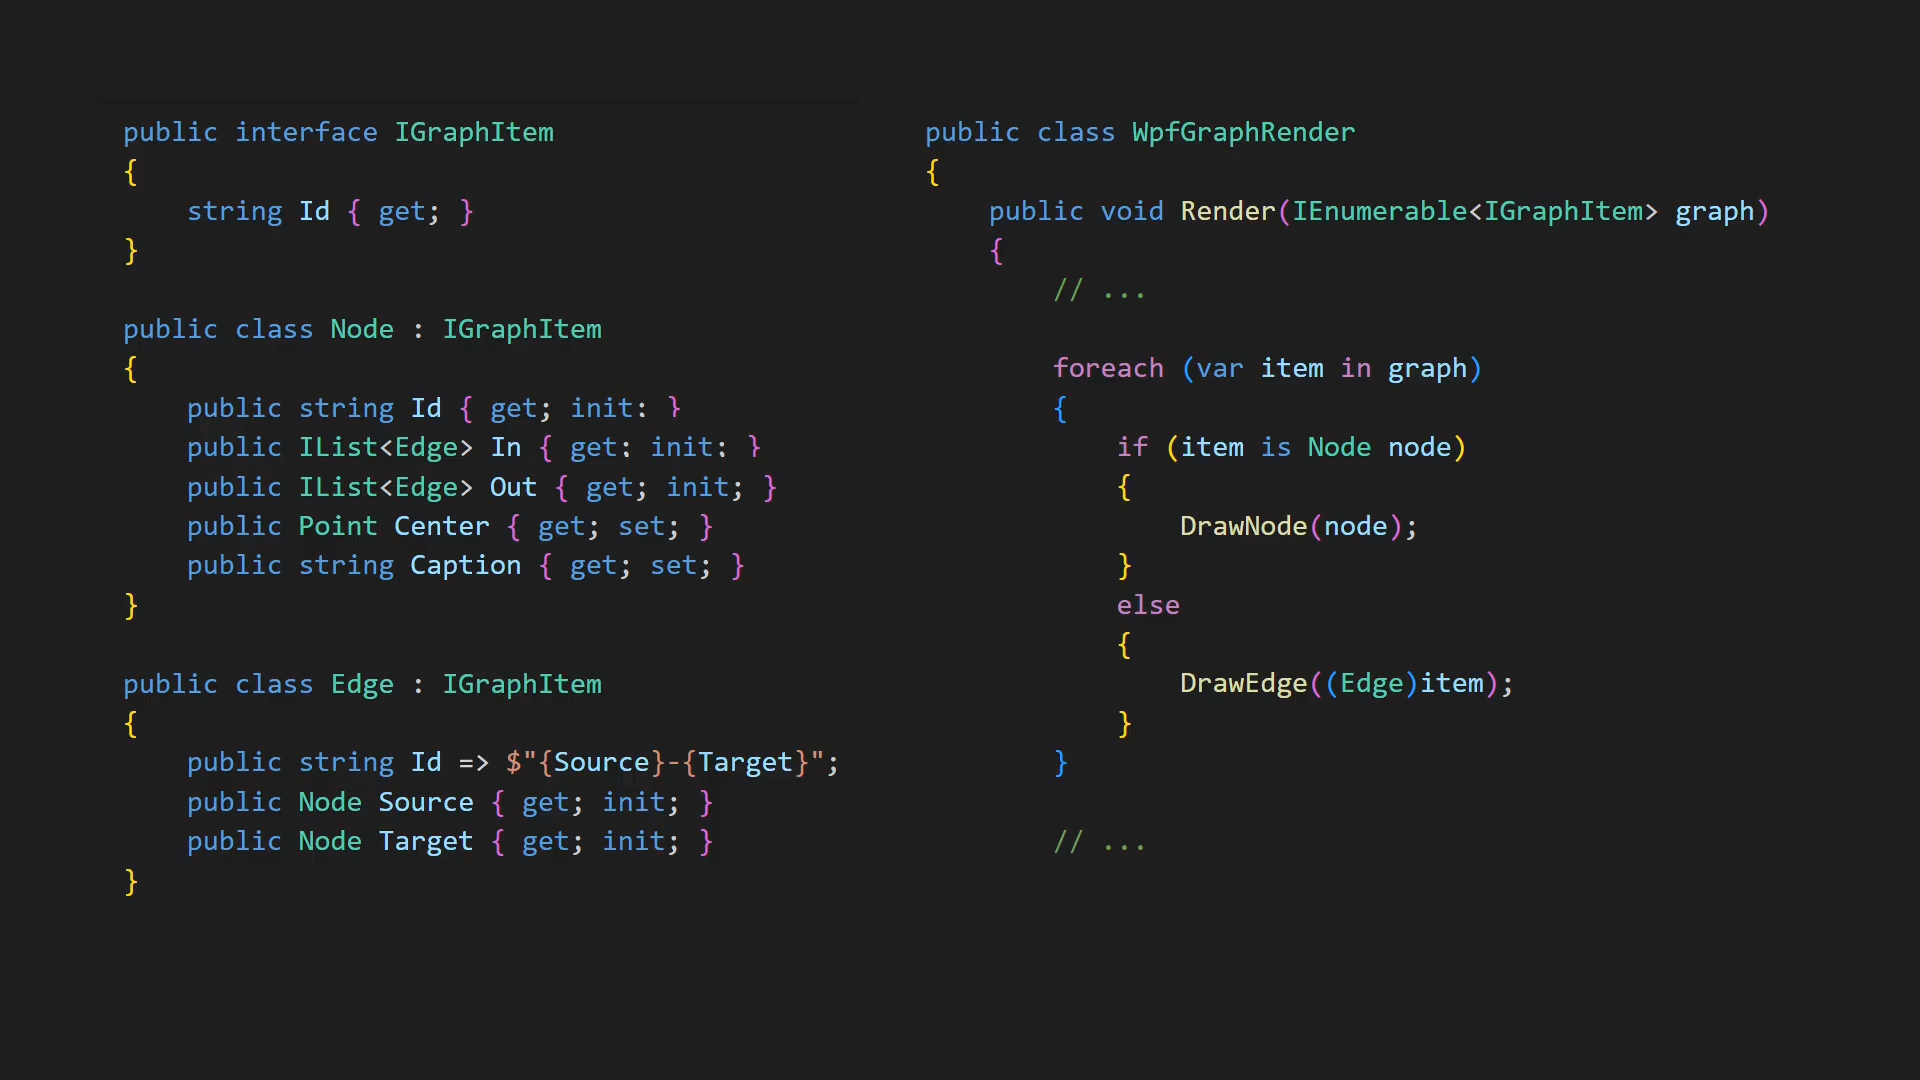 public interface IGraphItem
{
    string Id { get; }
}

public class Node : IGraphItem
{
    public string Id { get; init: }
    public IList<Edge> In { get: init: }
    public IList<Edge> Out { get; init; }
    public Point Center { get; set; }
    public string Caption { get; set; }
}

public class Edge : IGraphItem
{
    public string Id => $"{Source}-{Target}";
    public Node Source { get; init; }
    public Node Target { get; init; }
}

public class WpfGraphRender
{
    public void Render(IEnumerable<IGraphItem> graph)
    {
        // ...

        foreach (var item in graph)
        {
            if (item is Node node)
            {
                DrawNode(node);
            }
            else
            {
                DrawEdge((Edge)item);
            }
        }

        // ...